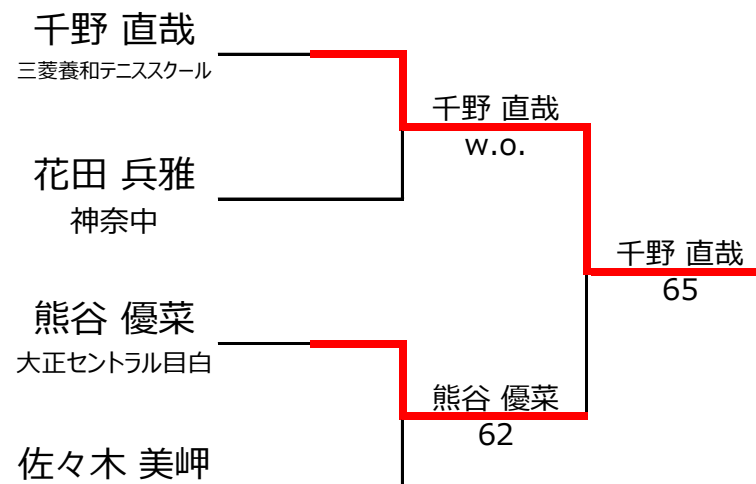 千野 直哉
三菱養和テニススクール
千野 直哉
w.o.
花田 兵雅
神奈中
千野 直哉
65
熊谷 優菜
大正セントラル目白
熊谷 優菜
62
佐々木 美岬